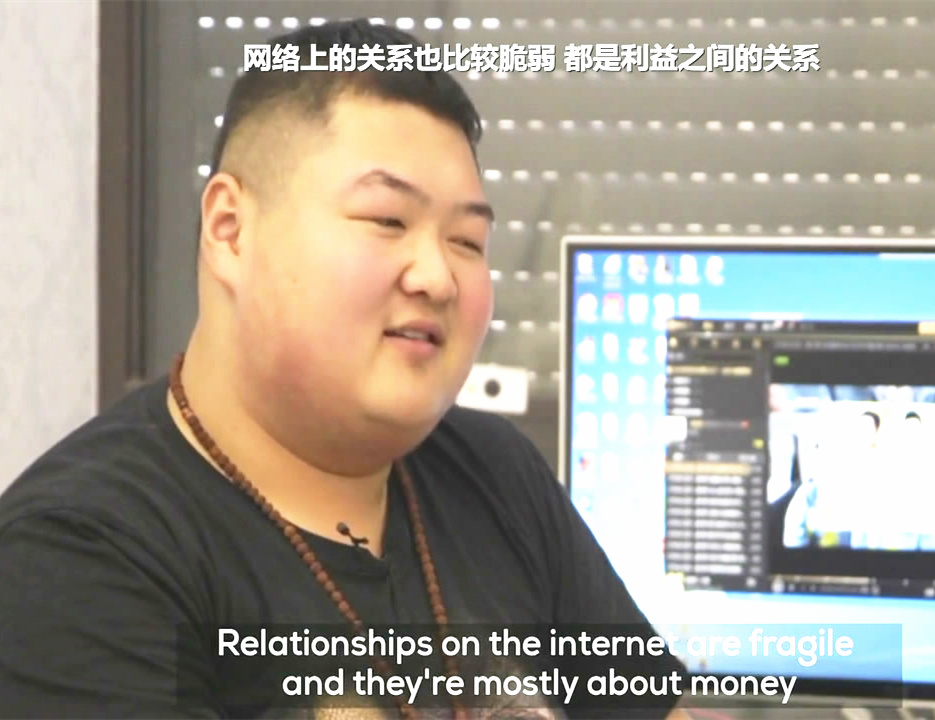 网络上的关系也比较脆弱 都是利益之间的关系
Relationships on the internet are fragile
and they're mostly about money